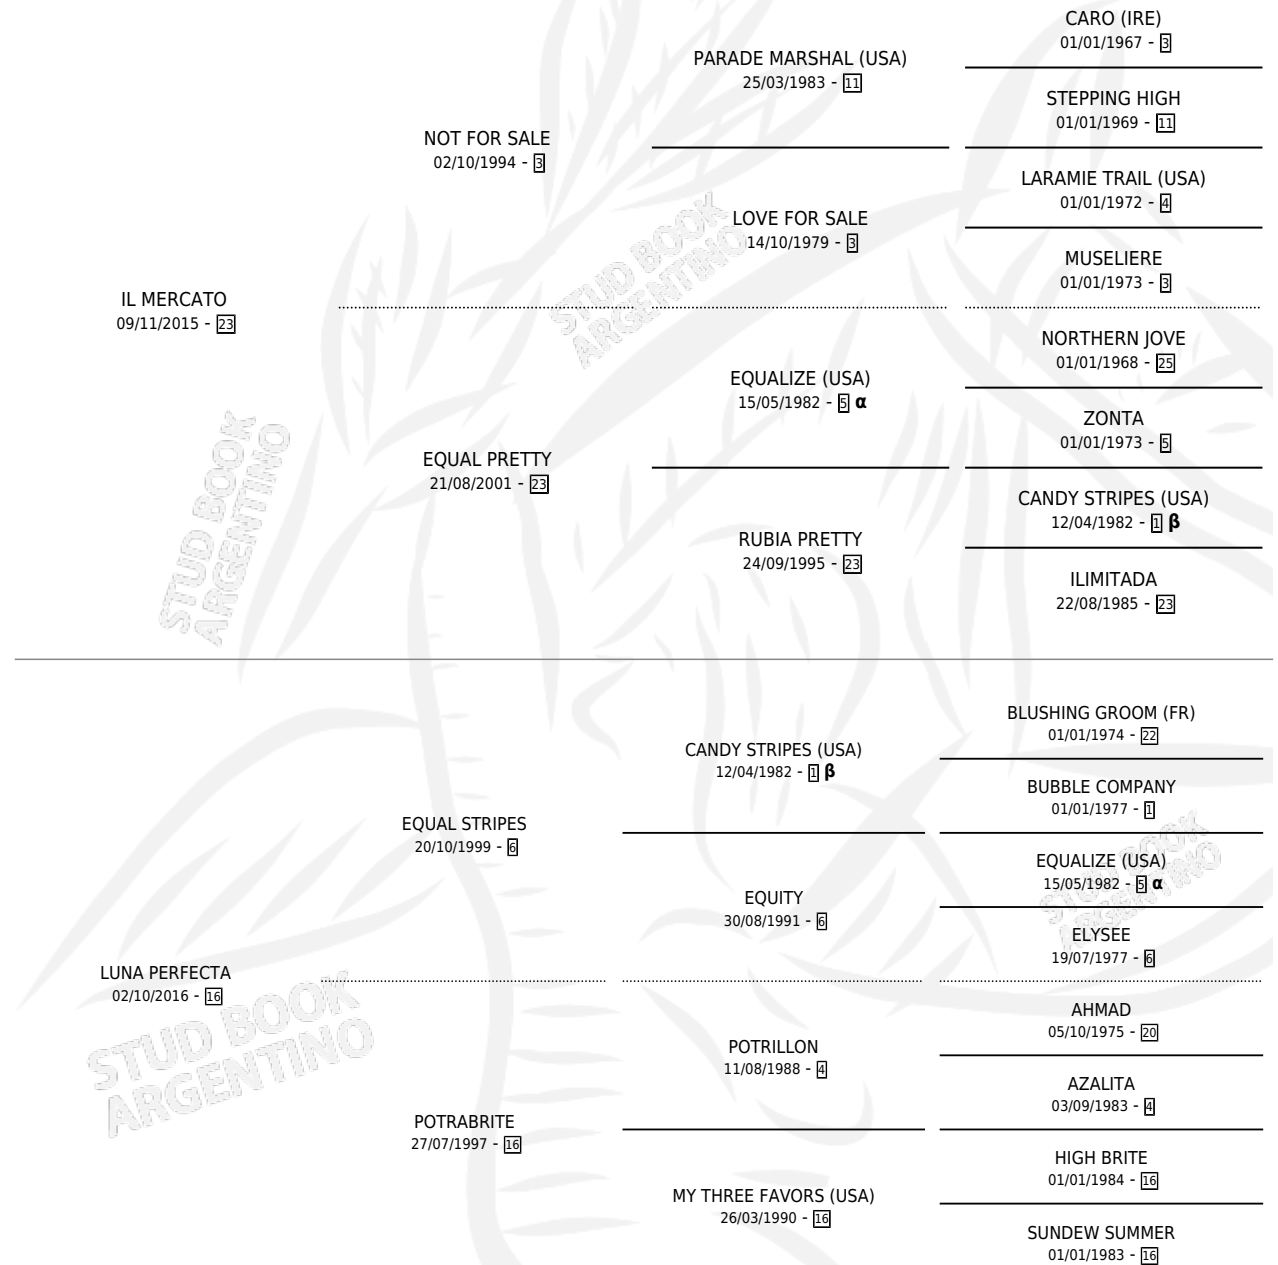 CARO (IRE)
01/01/1967 - 3
PARADE MARSHAL (USA)
25/03/1983 - 11
STEPPING HIGH
01/01/1969 - 11
NOT FOR SALE
02/10/1994 - 3
LARAMIE TRAIL (USA)
01/01/1972 - 4
LOVE FOR SALE
14/10/1979 - 3
MUSELIERE
01/01/1973 - 3
IL MERCATO
09/11/2015 - 23
NORTHERN JOVE
01/01/1968 - 25
EQUALIZE (USA)
15/05/1982 - 5 α
ZONTA
01/01/1973 - 5
EQUAL PRETTY
21/08/2001 - 23
CANDY STRIPES (USA)
12/04/1982 - 1 β
RUBIA PRETTY
24/09/1995 - 23
ILIMITADA
22/08/1985 - 23
BLUSHING GROOM (FR)
01/01/1974 - 22
CANDY STRIPES (USA)
12/04/1982 - 1 β
BUBBLE COMPANY
01/01/1977 - 1
EQUAL STRIPES
20/10/1999 - 6
EQUALIZE (USA)
15/05/1982 - 5 α
EQUITY
30/08/1991 - 6
ELYSEE
19/07/1977 - 6
LUNA PERFECTA
02/10/2016 - 16
AHMAD
05/10/1975 - 20
POTRILLON
11/08/1988 - 4
AZALITA
03/09/1983 - 4
POTRABRITE
27/07/1997 - 16
HIGH BRITE
01/01/1984 - 16
MY THREE FAVORS (USA)
26/03/1990 - 16
SUNDEW SUMMER
01/01/1983 - 16
STUD BOOK
ARGENTINO
STUD BOOK
ARGENTINO
STUD BOOK
ARGENTINO
STUD BOOK
ARGENTINO